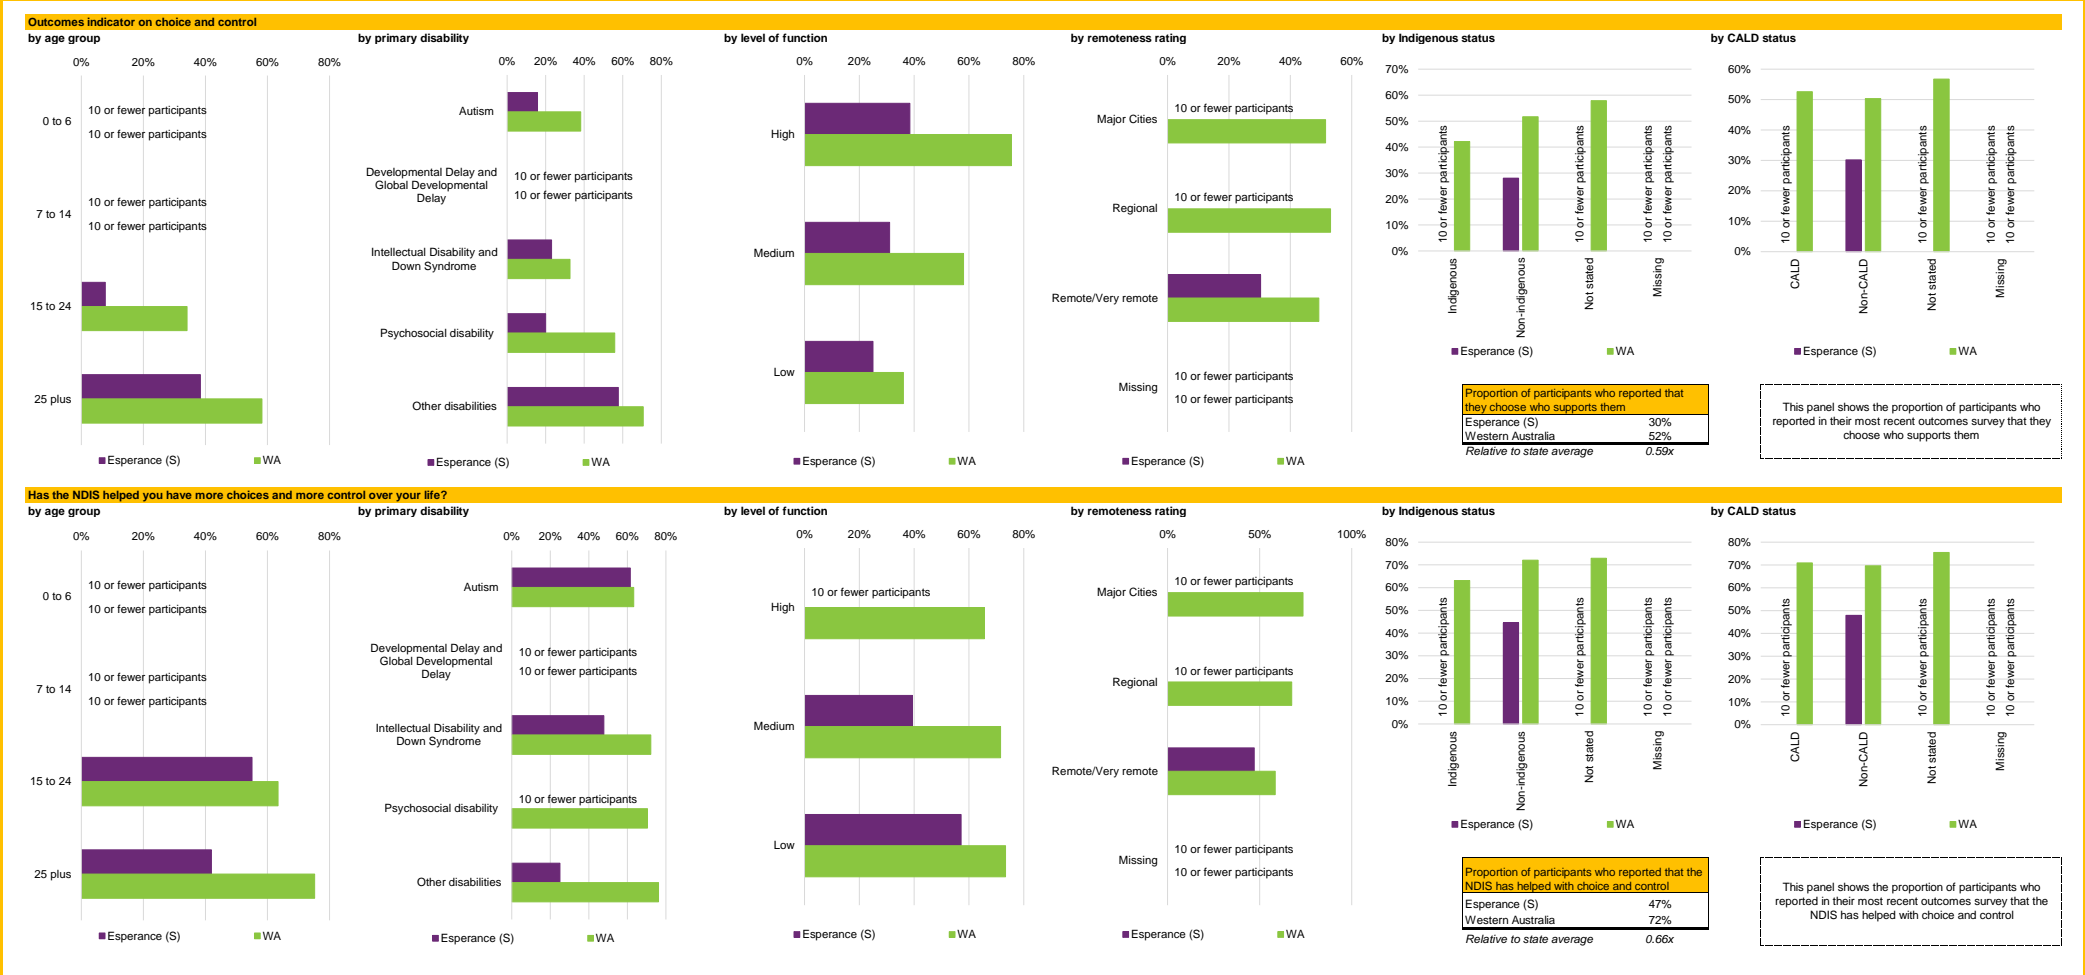 Outcomes indicator on choice and control
by age group
0% 20% 40% 60% 80%
0 to 6
10 or fewer participants
10 or fewer participants
7 to 14
10 or fewer participants
10 or fewer participants
15 to 24
25 plus
Esperance (S) WA
by primary disability
0% 20% 40% 60% 80%
Autism
Developmental Delay and
Global Developmental
Delay
10 or fewer participants
10 or fewer participants
Intellectual Disability and
Down Syndrome
Psychosocial disability
Other disabilities
Esperance (S) WA
by level of function
0% 20% 40% 60% 80%
High
Medium
Low
Esperance (S) WA
by remoteness rating
0% 20% 40% 60%
Major Cities
10 or fewer participants
Regional
10 or fewer participants
Remote/Very remote
Missing
10 or fewer participants
10 or fewer participants
Esperance (S) WA
by Indigenous status
70%
60%
50%
40%
30%
20%
10%
0%
10 or fewer participants
10 or fewer participants
10 or fewer participants
10 or fewer participants
Indigenous
Non-indigenous
Not stated
Missing
Esperance (S) WA
by CALD status
60%
50%
40%
30%
20%
10%
0%
10 or fewer participants
10 or fewer participants
10 or fewer participants
10 or fewer participants
CALD
Non-CALD
Not stated
Missing
Esperance (S) WA
Proportion of participants who reported that
they choose who supports them
Esperance (S) 30%
Western Australia 52%
Relative to state average 0.59x
This panel shows the proportion of participants who
reported in their most recent outcomes survey that they
choose who supports them
Has the NDIS helped you have more choices and more control over your life?
by age group
0% 20% 40% 60% 80%
0 to 6
10 or fewer participants
10 or fewer participants
7 to 14
10 or fewer participants
10 or fewer participants
15 to 24
25 plus
Esperance (S) WA
by primary disability
0% 20% 40% 60% 80%
Autism
Developmental Delay and
Global Developmental
Delay
10 or fewer participants
10 or fewer participants
Intellectual Disability and
Down Syndrome
Psychosocial disability
10 or fewer participants
Other disabilities
Esperance (S) WA
by level of function
0% 20% 40% 60% 80%
High
10 or fewer participants
Medium
Low
Esperance (S) WA
by remoteness rating
0% 50% 100%
Major Cities
10 or fewer participants
Regional
10 or fewer participants
Remote/Very remote
Missing
10 or fewer participants
10 or fewer participants
Esperance (S) WA
by Indigenous status
80%
70%
60%
50%
40%
30%
20%
10%
0%
10 or fewer participants
10 or fewer participants
10 or fewer participants
10 or fewer participants
Indigenous
Non-indigenous
Not stated
Missing
Esperance (S) WA
by CALD status
80%
70%
60%
50%
40%
30%
20%
10%
0%
10 or fewer participants
10 or fewer participants
10 or fewer participants
10 or fewer participants
CALD
Non-CALD
Not stated
Missing
Esperance (S) WA
Proportion of participants who reported that the
NDIS has helped with choice and control
Esperance (S) 47%
Western Australia 72%
Relative to state average 0.66x
This panel shows the proportion of participants who
reported in their most recent outcomes survey that the
NDIS has helped with choice and control